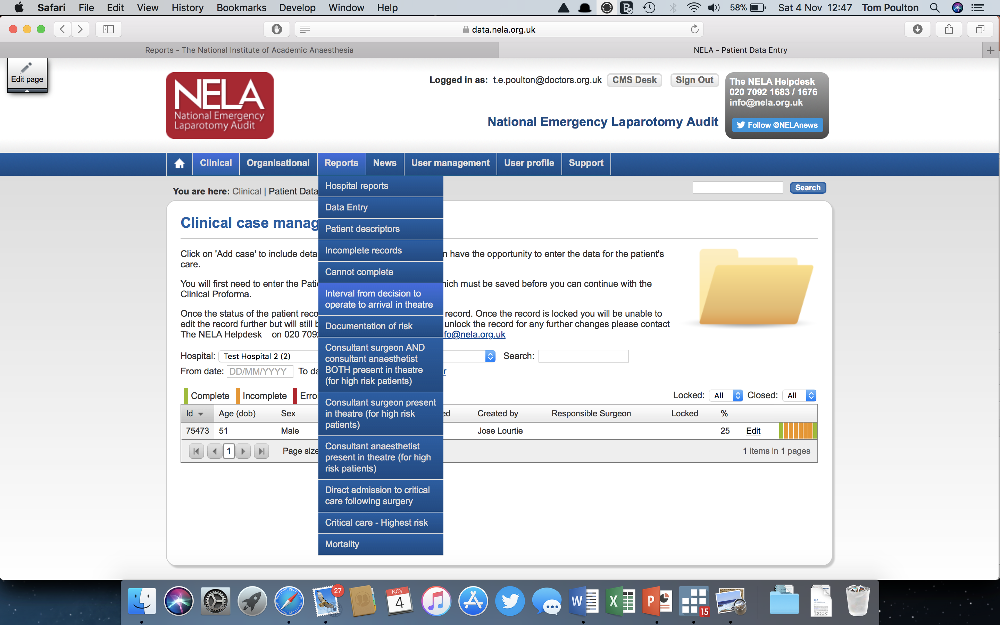 Safari File Edit View History Bookmarks Develop Window Help 58% Sat 4 Nov 12:47 Tom Poulton
data.nela.org.uk
Reports - The National Institute of Academic Anaesthesia NELA - Patient Data Entry
Edit page
NELA
National Emergency
Laparotomy Audit
Logged in as: t.e.poulton@doctors.org.uk CMS Desk Sign Out
National Emergency Laparotomy Audit
The NELA Helpdesk
020 7092 1683 / 1676
info@nela.org.uk
Follow @NELAnews
Clinical Organisational Reports News User management User profile Support
You are here: Clinical | Patient Data
Search
Hospital reports
Data Entry
Patient descriptors
Incomplete records
Cannot complete
Interval from decision to
operate to arrival in theatre
Documentation of risk
Consultant surgeon AND
consultant anaesthetist
BOTH present in theatre
(for high risk patients)
Consultant surgeon present
in theatre (for high risk
patients)
Consultant anaesthetist
present in theatre (for high
risk patients)
Direct admission to critical
care following surgery
Critical care - Highest risk
Mortality
Clinical case manag
Click on 'Add case' to include deta n have the opportunity to enter the data for the patient's
care.
You will first need to enter the Pati hich must be saved before you can continue with the
Clinical Proforma.
Once the status of the patient reco record. Once the record is locked you will be unable to
edit the record further but will still b unlock the record for any further changes please contact
The NELA Helpdesk on 020 709 fo@nela.org.uk
Hospital: Test Hospital 2 (2) Search:
From date: DD/MM/YYYY To da r
Complete Incomplete Erro Locked: All Closed: All
Id Age (dob) Sex ed Created by Responsible Surgeon Locked %
75473 51 Male Jose Lourtie 25 Edit
1 Page size 1 items in 1 pages
27
NOV
4
W
X
P
15
DOCX